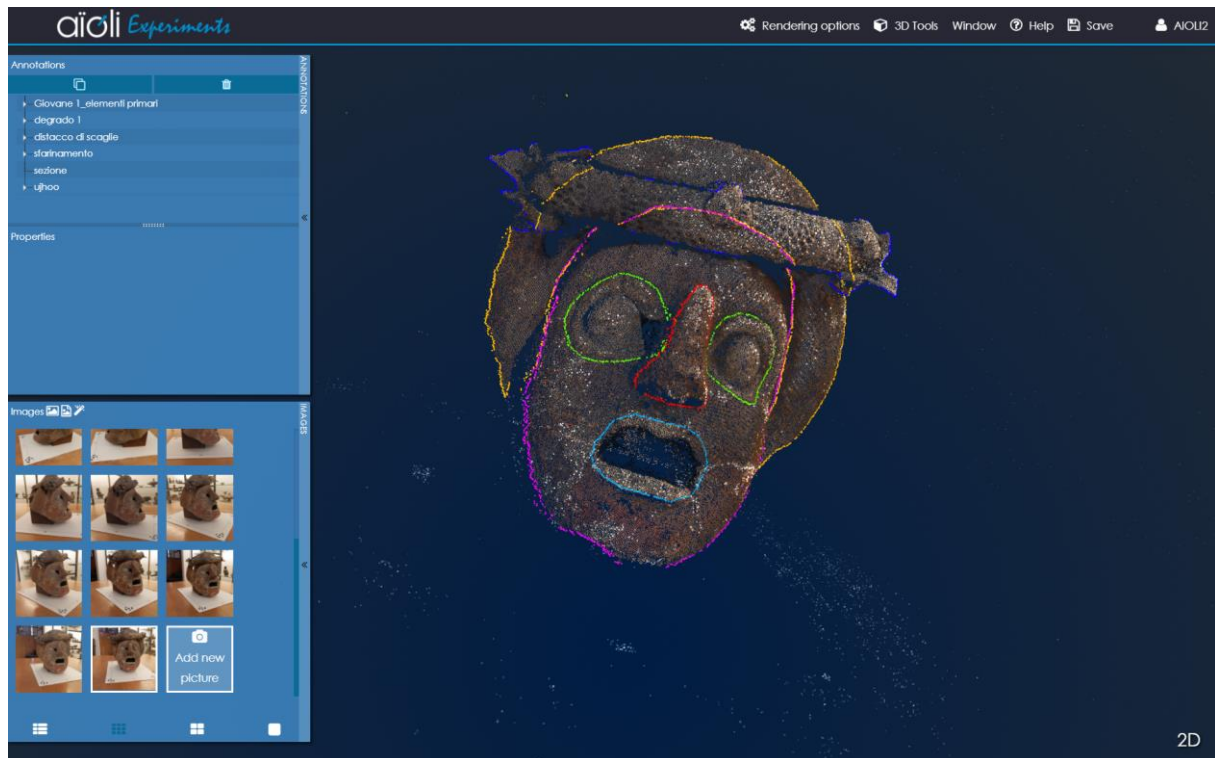 aïoli Experiments
Rendering options 3D Tools Window Help Save AIOLI2
Annotations
ANNOTATIONS
Giovane 1_elementi primari
degrado 1
distacco di scaglie
sfarinamento
sezione
ujhoo
Properties
Images
IMAGES
Add new
picture
2D